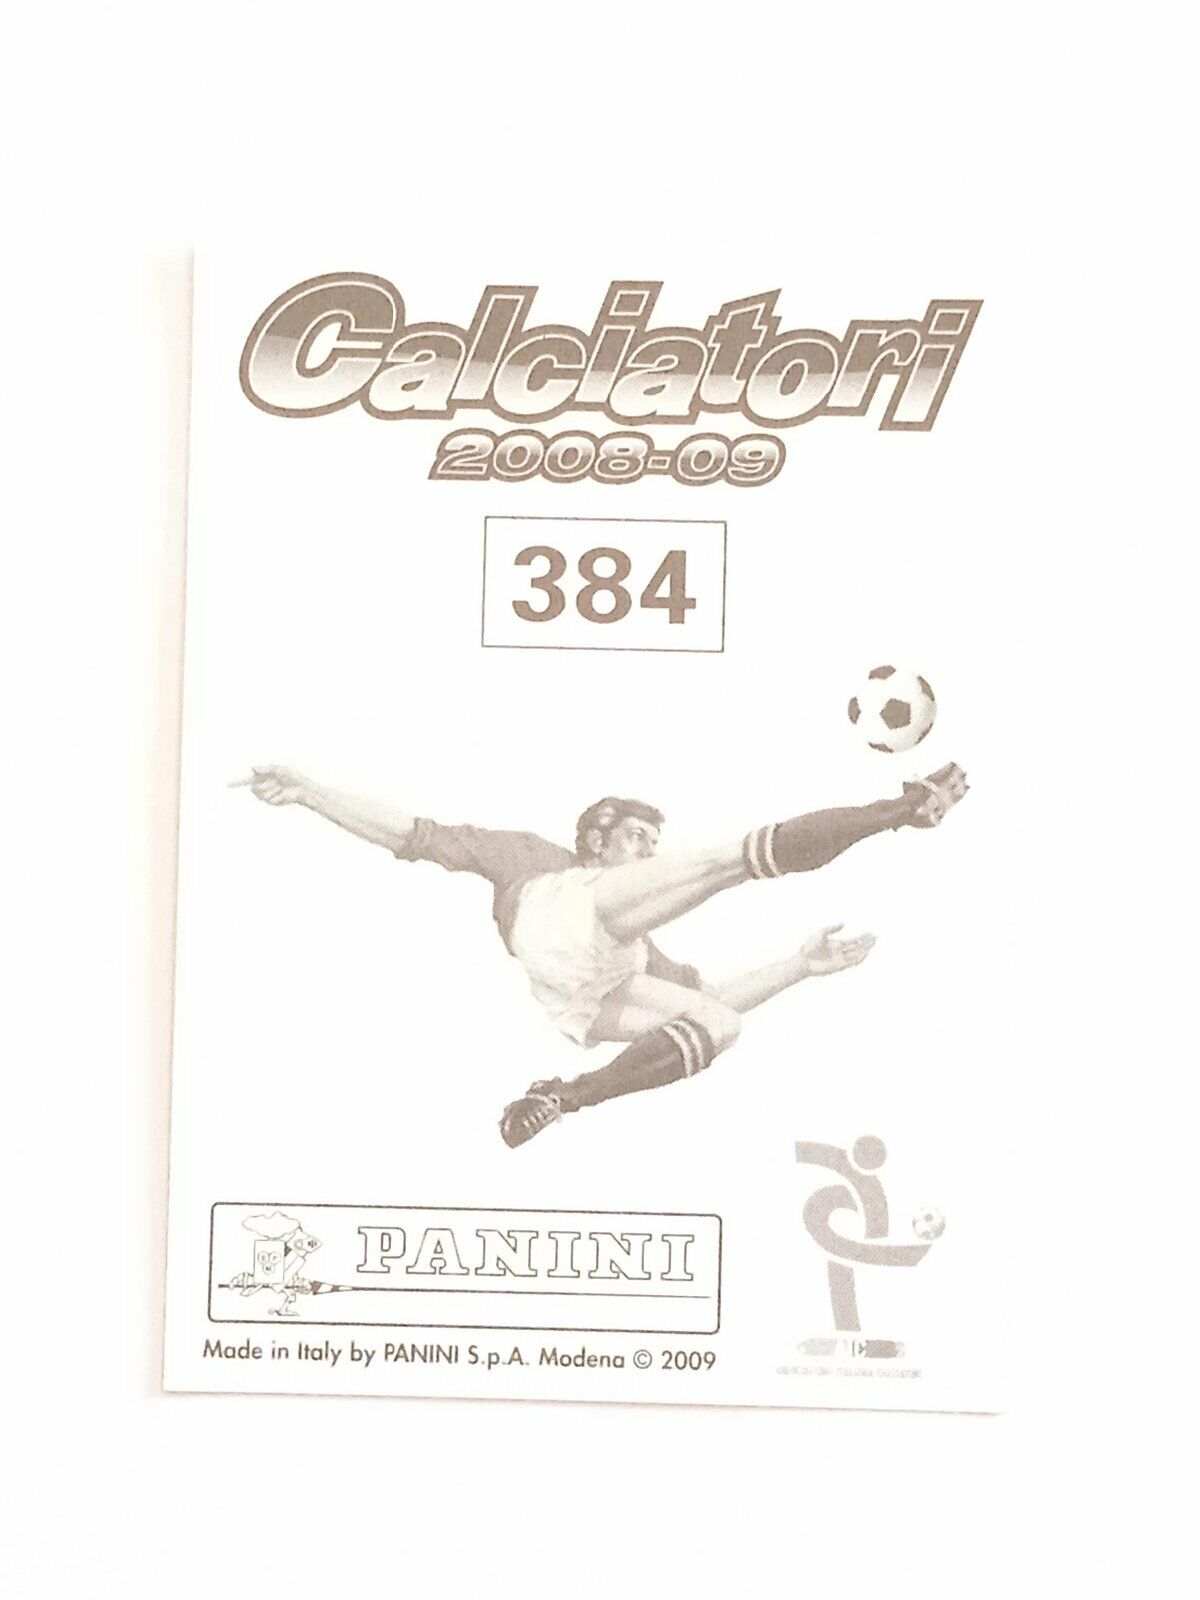 Calciatori
2008-09
384
PANINI
Made in Italy by PANINI S.p.A. Modena © 2009